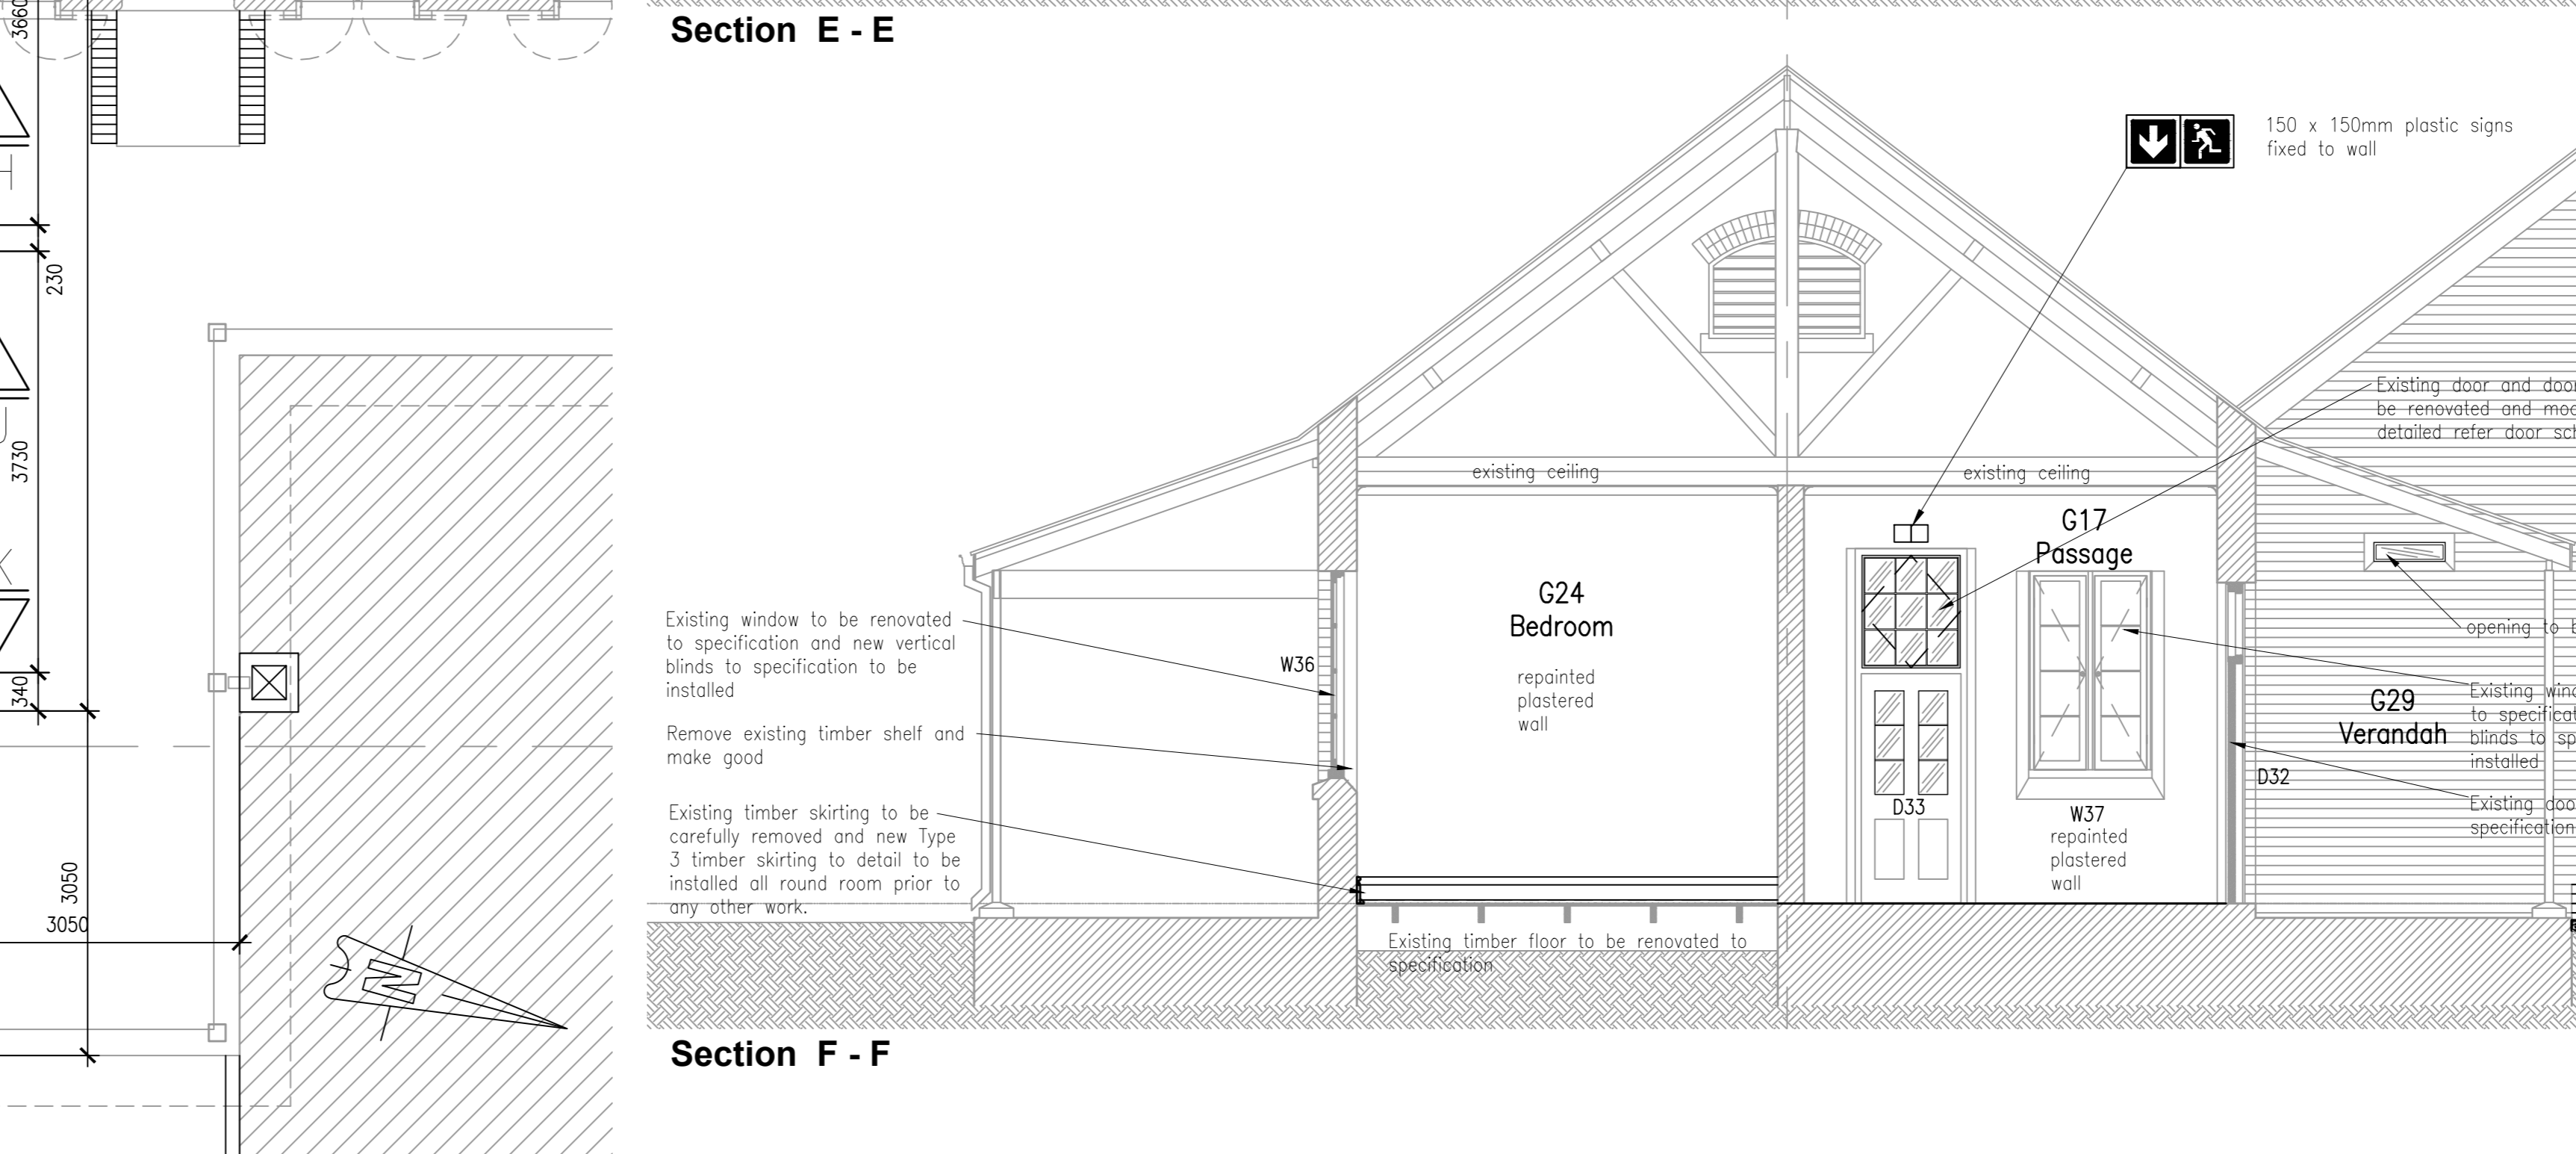 3660
230
3730
340
3050
3050
N
Section E - E
150 x 150mm plastic signs
fixed to wall
Existing door and door
be renovated and mod
detailed refer door sch
existing ceiling
existing ceiling
G17
Passage
G24
Bedroom
repainted
plastered
wall
Existing window to be renovated
to specification and new vertical
blinds to specification to be
installed
W36
Remove existing timber shelf and
make good
Existing timber skirting to be
carefully removed and new Type
3 timber skirting to detail to be
installed all round room prior to
any other work.
D33
W37
repainted
plastered
wall
opening to b
G29
Verandah
Existing wind
to specificat
blinds to sp
installed
D32
Existing doo
specification
Existing timber floor to be renovated to
specification
Section F - F